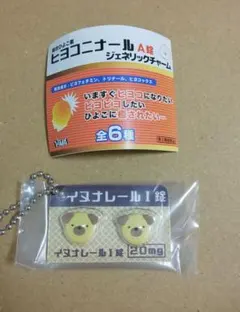 ヒヨコニナールA錠
ジェネリックチャーム
いますぐヒヨコになりたい
ピヨピヨしたい
ひよこに癒されたい…
全6種
イヌナレール1錠
イヌナレール1錠
20mg